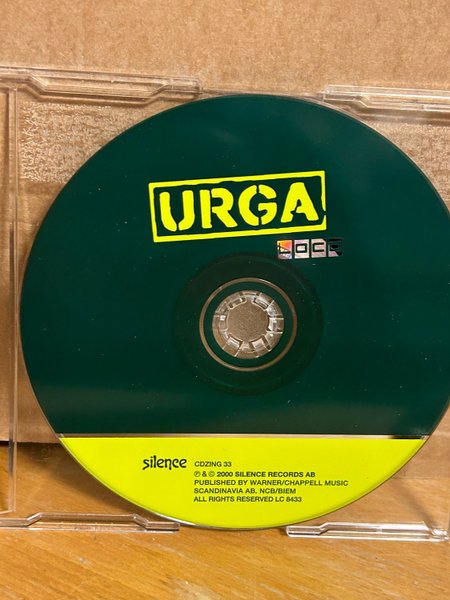 URGA
Loco
silence
CDZING 33
℗ & © 2000 SILENCE RECORDS AB
PUBLISHED BY WARNER/CHAPPELL MUSIC
SCANDINAVIA AB. NCB/BIEM
ALL RIGHTS RESERVED LC 8433